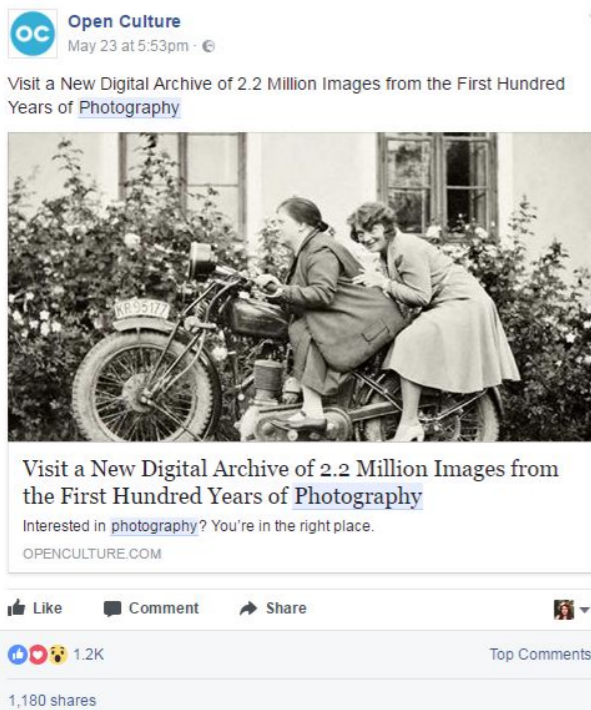 OC
Open Culture
May 23 at 5:53pm ·
Visit a New Digital Archive of 2.2 Million Images from the First Hundred
Years of Photography
KR95177
Visit a New Digital Archive of 2.2 Million Images from
the First Hundred Years of Photography
Interested in photography? You're in the right place.
OPENCULTURE.COM
Like Comment Share
1.2K Top Comments
1,180 shares